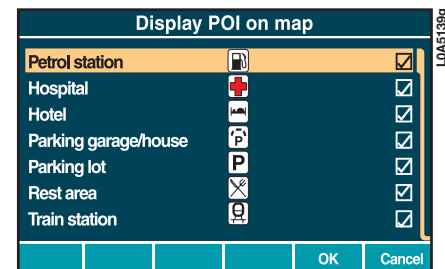 Display POI on map
Petrol station
Hospital
Hotel
Parking garage/house P
Parking lot P
Rest area
Train station
OK Cancel
L0A5139g